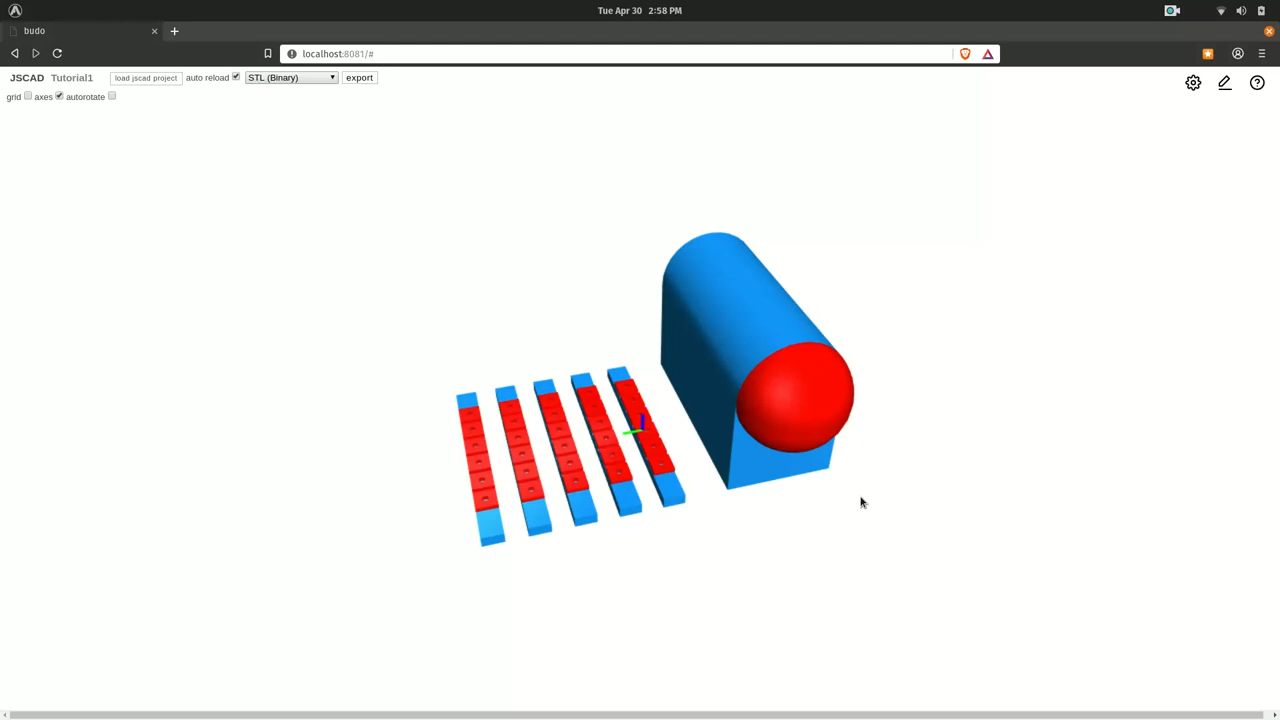 Tue Apr 30 2:58 PM
budo
localhost:8081/#
JSCAD Tutorial1 load jscad project auto reload STL (Binary) export
grid axes autorotate